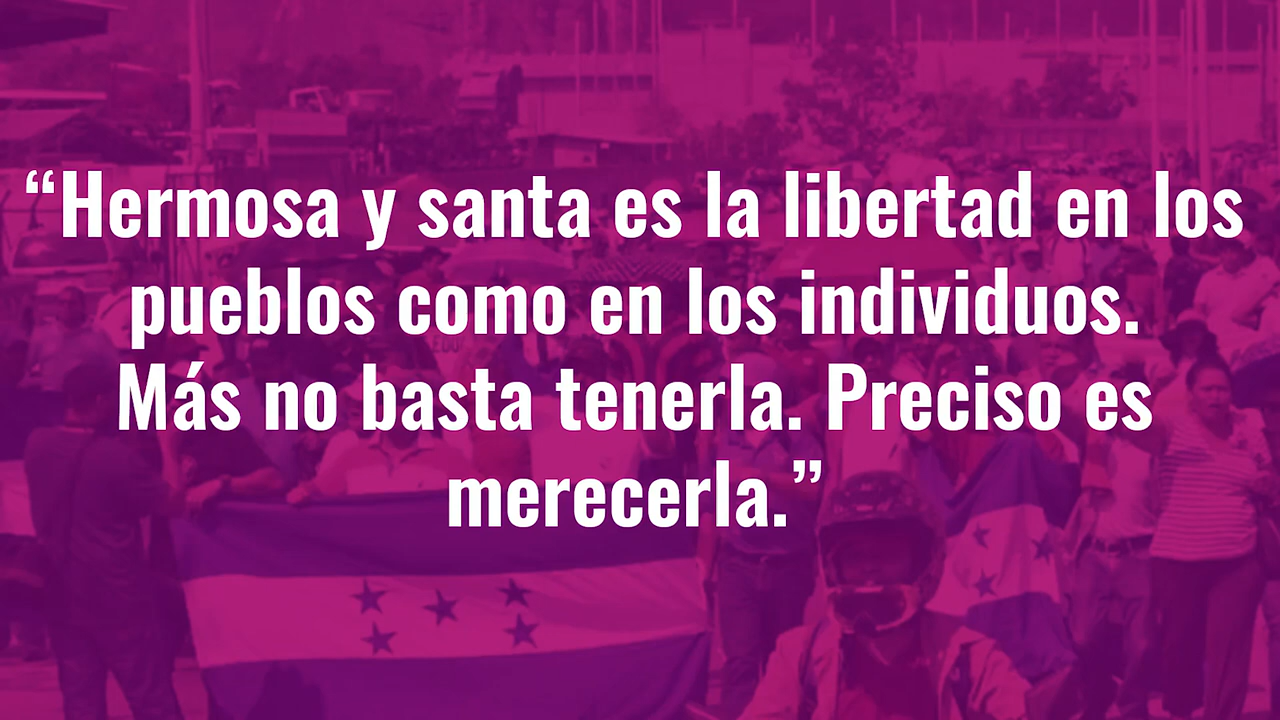 “Hermosa y santa es la libertad en los
pueblos como en los individuos.
Más no basta tenerla. Preciso es
merecerla.”